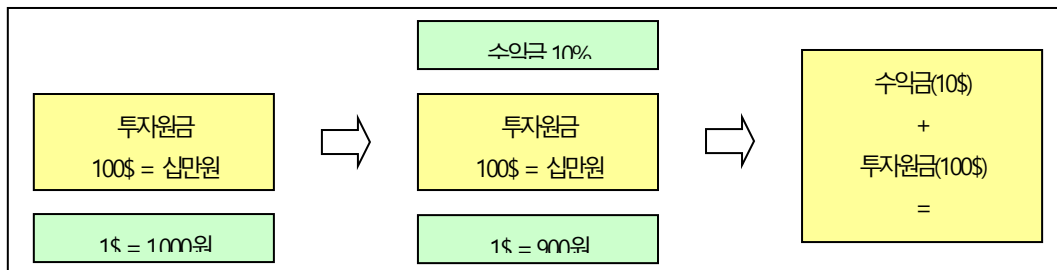 수익금 10%
투자원금
100$ = 십만원
1$ = 1000원
투자원금
100$ = 십만원
1$ = 900원
수익금(10$)
+
투자원금(100$)
=